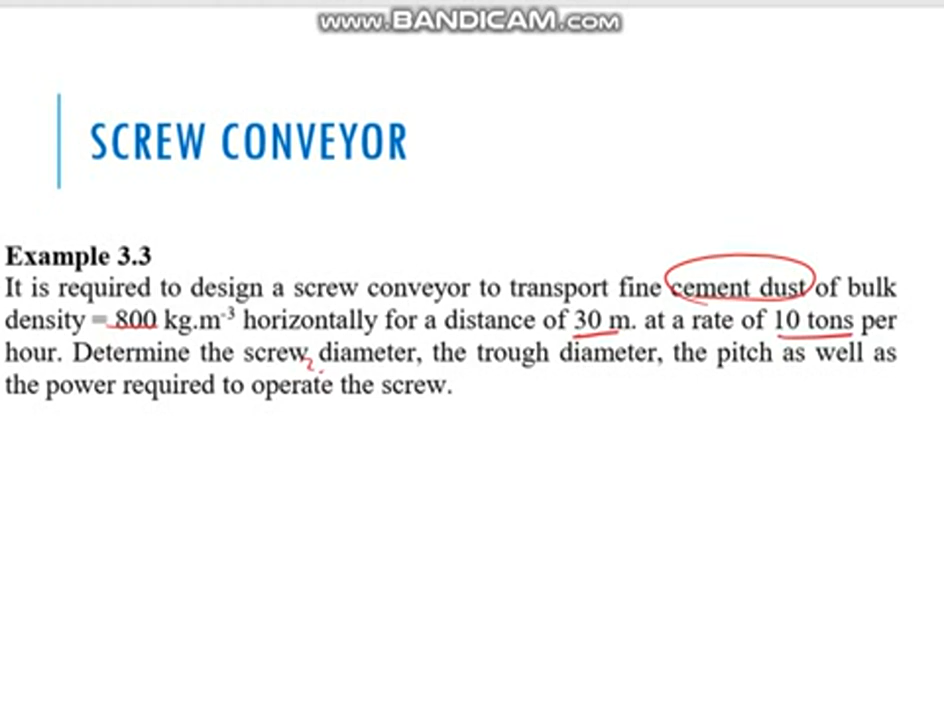 www.BANDICAM.com
SCREW CONVEYOR
Example 3.3
It is required to design a screw conveyor to transport fine cement dust of bulk
density = 800 kg.m-3 horizontally for a distance of 30 m. at a rate of 10 tons per
hour. Determine the screw diameter, the trough diameter, the pitch as well as
the power required to operate the screw.